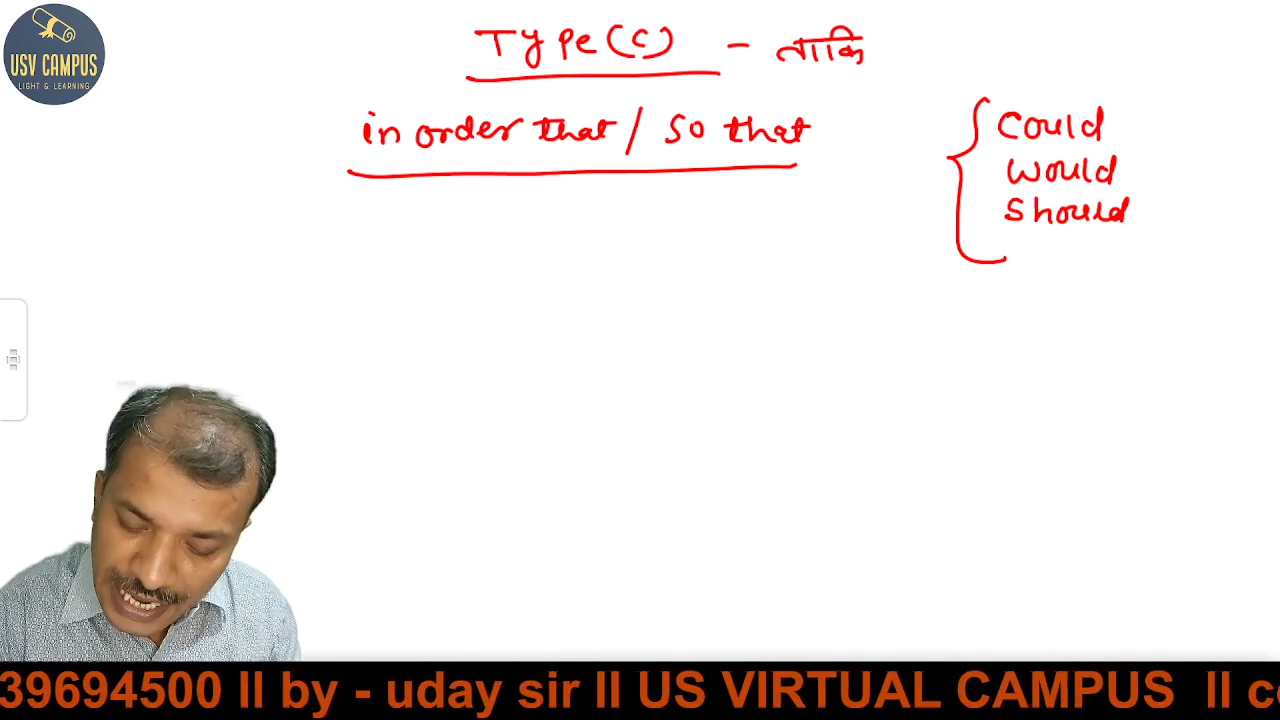 USV CAMPUS
LIGHT & LEARNING
Type (c) - ताकि
in order that / so that
Could
would
Should
39694500 II by - uday sir II US VIRTUAL CAMPUS II c